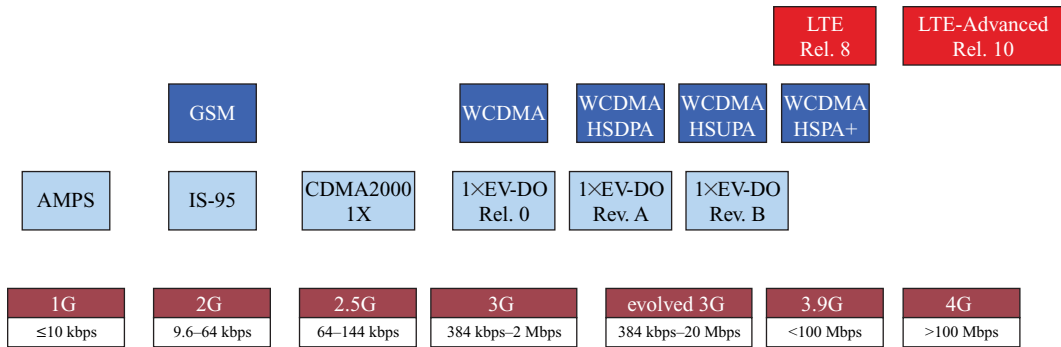 LTE
Rel. 8
LTE-Advanced
Rel. 10
GSM
WCDMA
WCDMA
HSDPA
WCDMA
HSUPA
WCDMA
HSPA+
AMPS
IS-95
CDMA2000
1X
1×EV-DO
Rel. 0
1×EV-DO
Rev. A
1×EV-DO
Rev. B
1G
≤10 kbps
2G
9.6–64 kbps
2.5G
64–144 kbps
3G
384 kbps–2 Mbps
evolved 3G
384 kbps–20 Mbps
3.9G
<100 Mbps
4G
>100 Mbps